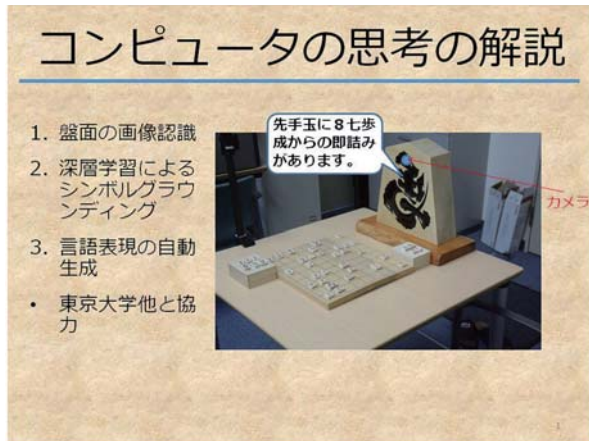 コンピュータの思考の解説
1. 盤面の画像認識
2. 深層学習による
シンボルグラウ
ンディング
3. 言語表現の自動
生成
• 東京大学他と協
力
先手玉に８七歩
成からの即詰み
があります。
カメラ
1